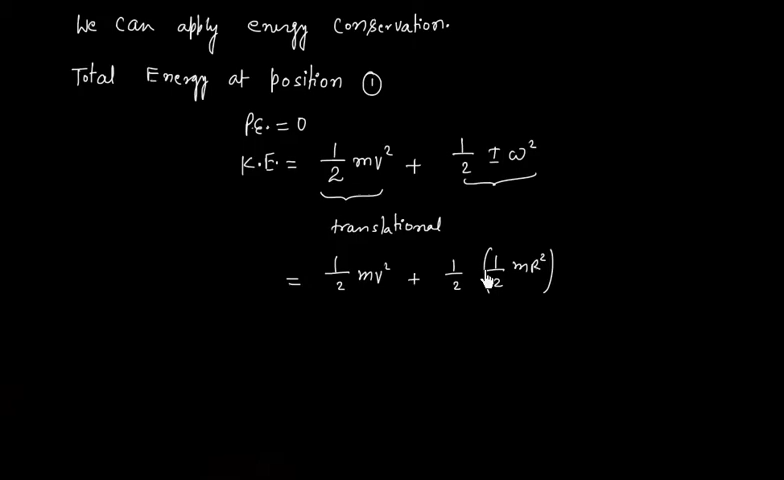 We can apply energy conservation.
Total Energy at position ①
P.E. = 0
K.E. = 1/2 mv² + 1/2 I ω²
translational
= 1/2 mv² + 1/2 (1/2 mR²)